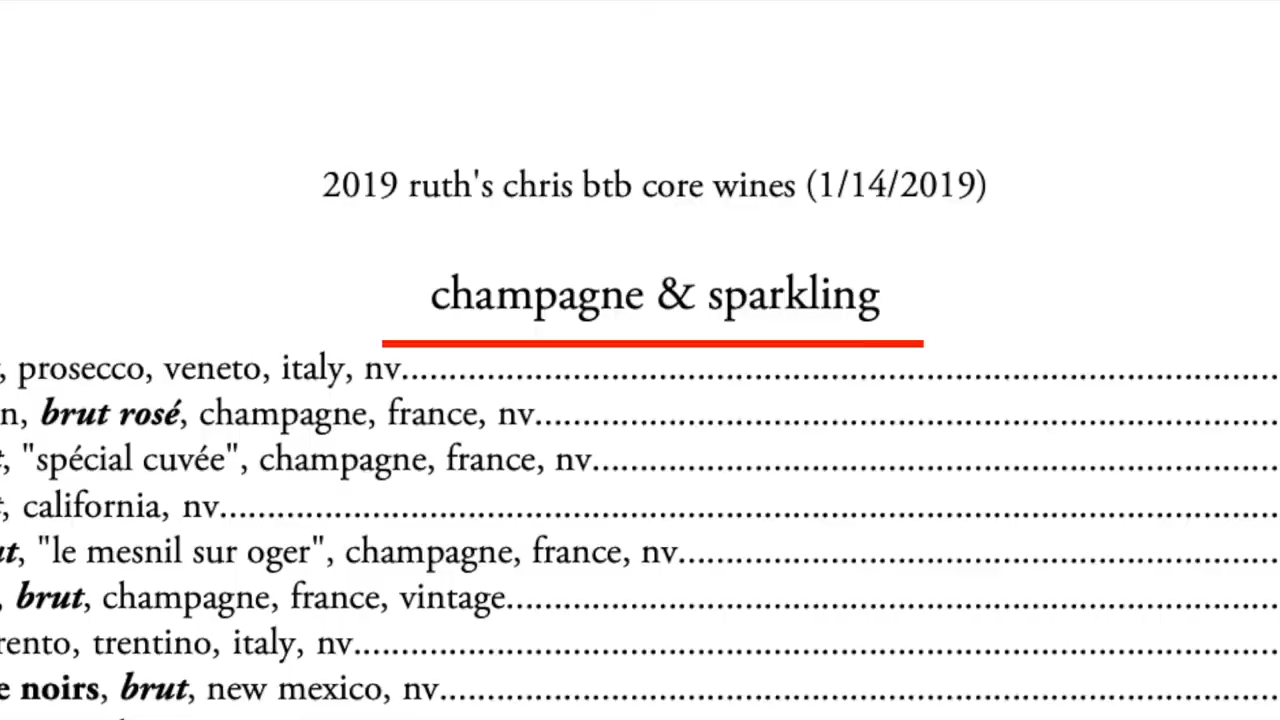 2019 ruth's chris btb core wines (1/14/2019)
champagne & sparkling
, prosecco, veneto, italy, nv..................................................................
n, brut rosé, champagne, france, nv.......................................................
, "spécial cuvée", champagne, france, nv..................................................
, california, nv................................................................................
, "le mesnil sur oger", champagne, france, nv...........................................
, brut, champagne, france, vintage.........................................................
rento, trentino, italy, nv.....................................................................
e noirs, brut, new mexico, nv..............................................................